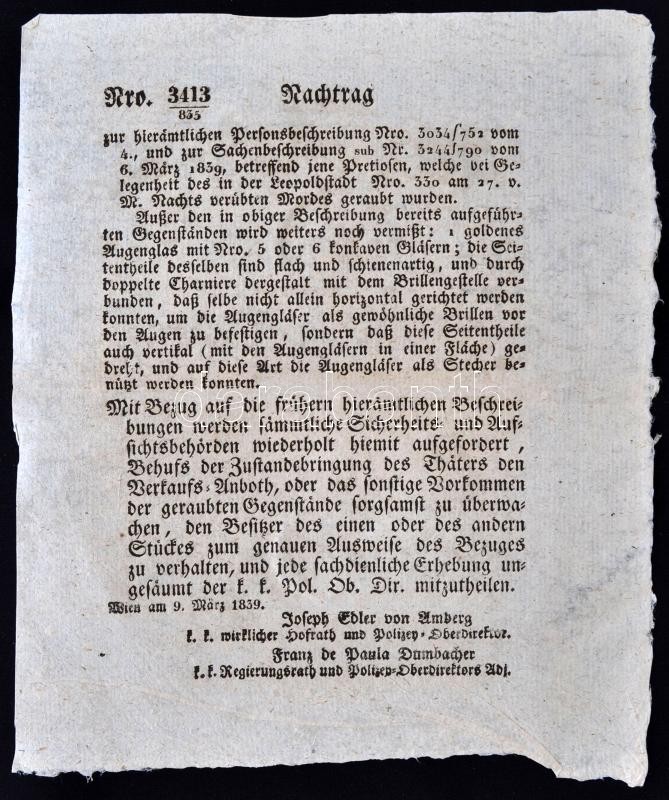 Nro. 3413/835 Nachtrag
zur hierämtlichen Personsbeschreibung Nro. 3034/752 vom
4., und zur Sachenbeschreibung sub Nr. 3244/790 vom
6. März 1839, betreffend jene Pretiosen, welche bei Ge-
legenheit des in der Leopoldstadt Nro. 330 am 27. v.
M. Nachts verübten Mordes geraubt wurden.
Außer den in obiger Beschreibung bereits aufgeführ-
ten Gegenständen wird weiters noch vermißt: 1 goldenes
Augenglas mit Nro. 5 oder 6 konkaven Gläsern; die Sei-
tentheile desselben sind flach und schienenartig, und durch
doppelte Charniere dergestalt mit dem Brillengestelle ver-
bunden, daß selbe nicht allein horizontal gerichtet werden
konnten, um die Augengläser als gewöhnliche Brillen vor
den Augen zu befestigen, sondern daß diese Seitentheile
auch vertikal (mit den Augengläsern in einer Fläche) ge-
dreht, und auf diese Art die Augengläser als Stecher be-
nützt werden konnten.
Mit Bezug auf die frühern hierämtlichen Beschrei-
bungen werden sämmtliche Sicherheits- und Auf-
sichtsbehörden wiederholt hiemit aufgefordert,
Behufs der Zustandebringung des Thäters den
Verkaufs-Anboth, oder das sonstige Vorkommen
der geraubten Gegenstände sorgsamst zu überwa-
chen, den Besitzer des einen oder des andern
Stückes zum genauen Ausweise des Bezuges
zu verhalten, und jede sachdienliche Erhebung un-
gesäumt der k. k. Pol. Ob. Dir. mitzutheilen.
Wien am 9. März 1839.
Joseph Edler von Amberg
k. k. wirklicher Hofrath und Polizey-Oberdirektor.
Franz de Paula Dumbacher
k. k. Regierungsrath und Polizey-Oberdirektors Adj.